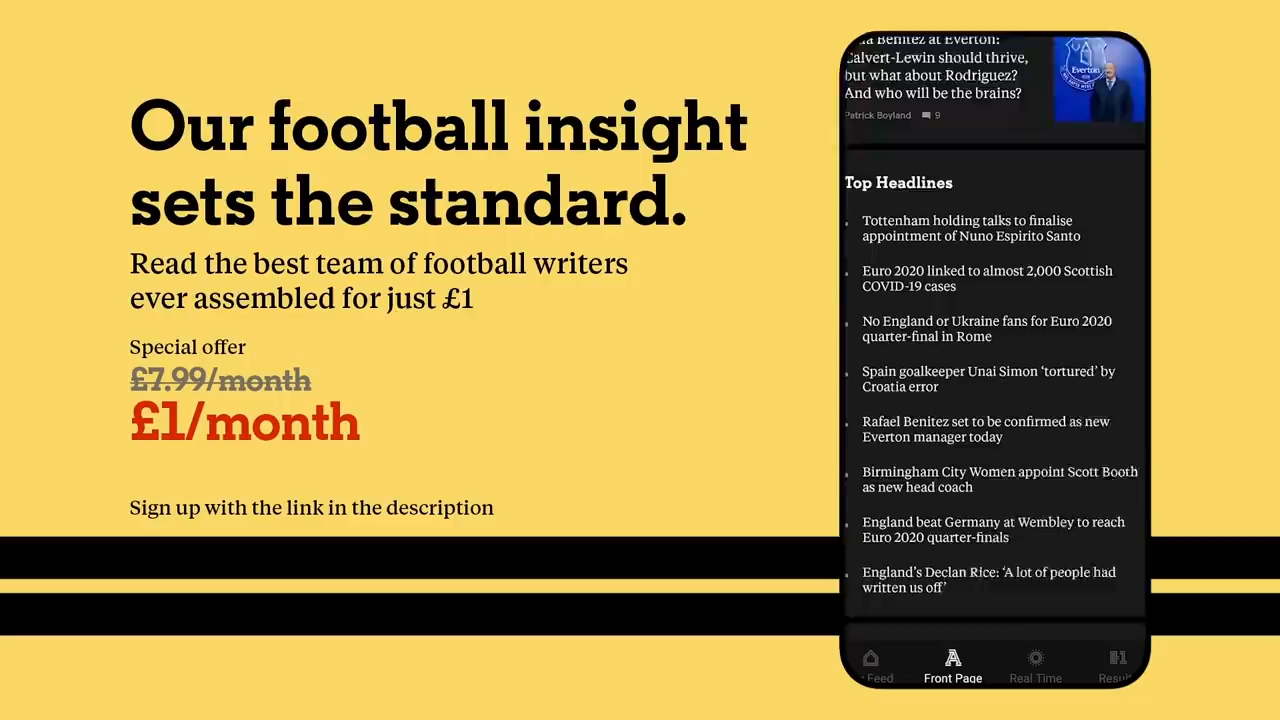 Our football insight
sets the standard.
Read the best team of football writers
ever assembled for just £1
Special offer
£7.99/month
£1/month
Sign up with the link in the description
Benitez at Everton:
Calvert-Lewin should thrive,
but what about Rodriguez?
And who will be the brains?
Everton
Patrick Boyland 9
Top Headlines
Tottenham holding talks to finalise
appointment of Nuno Espirito Santo
Euro 2020 linked to almost 2,000 Scottish
COVID-19 cases
No England or Ukraine fans for Euro 2020
quarter-final in Rome
Spain goalkeeper Unai Simon ‘tortured’ by
Croatia error
Rafael Benitez set to be confirmed as new
Everton manager today
Birmingham City Women appoint Scott Booth
as new head coach
England beat Germany at Wembley to reach
Euro 2020 quarter-finals
England’s Declan Rice: ‘A lot of people had
written us off’
Feed
Front Page
Real Time